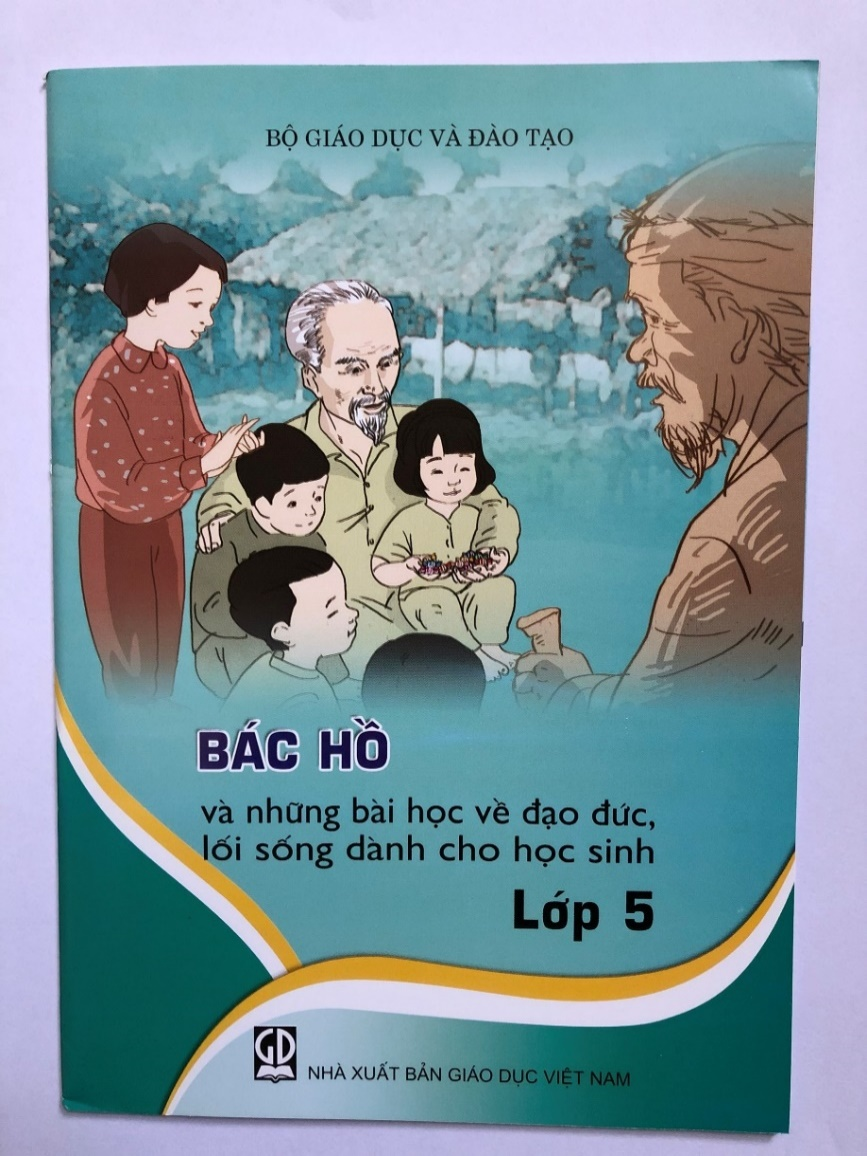 BỘ GIÁO DỤC VÀ ĐÀO TẠO
BÁC HỒ
và những bài học về đạo đức,
lối sống dành cho học sinh
Lớp 5
GD
NHÀ XUẤT BẢN GIÁO DỤC VIỆT NAM